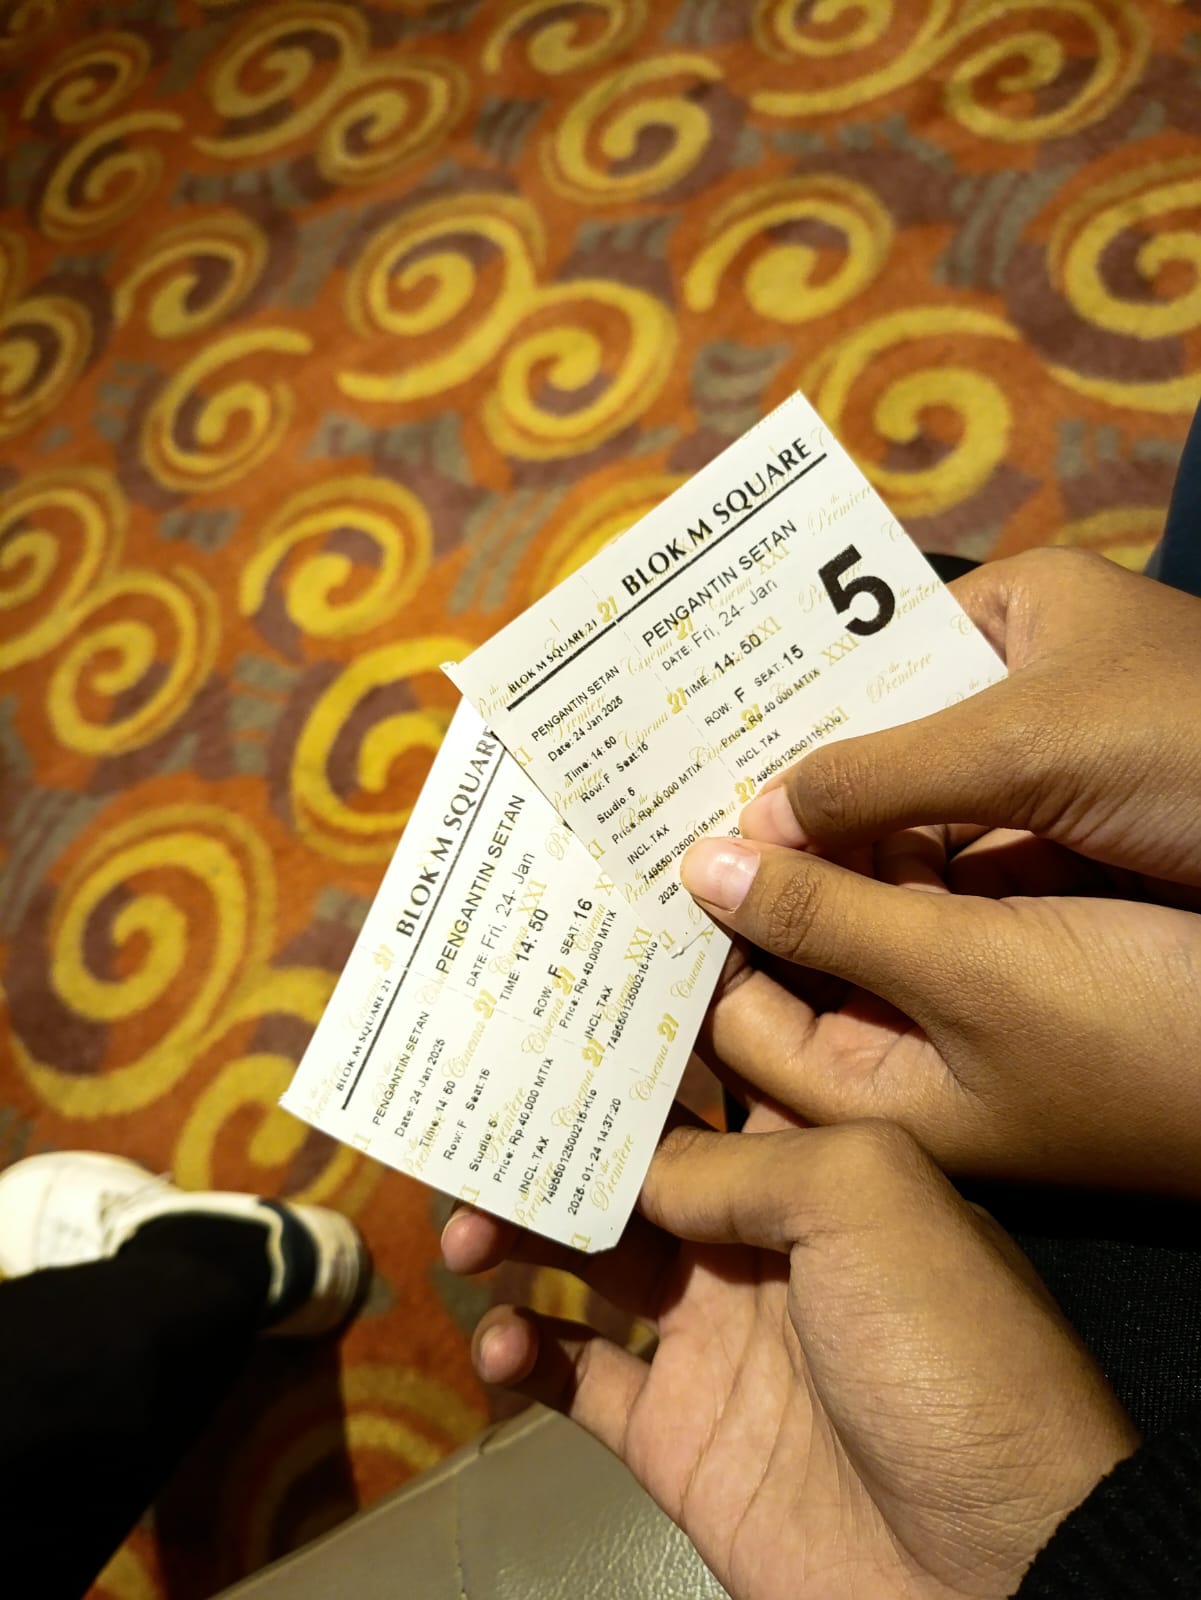 BLOK M SQUARE
PENGANTIN SETAN
DATE: Fri, 24- Jan
TIME: 14:50
ROW: F SEAT: 15
Price: Rp 40,000 MTIX
INCL.TAX
5
BLOK M SQUARE 21
PENGANTIN SETAN
Date: 24 Jan 2025
Time: 14:50
Row: F Seat: 15
Studio: 5
Price: Rp.40,000 MTIX
INCL.TAX
BLOK M SQUARE
PENGANTIN SETAN
DATE: Fri, 24- Jan
TIME: 14:50
ROW: F SEAT: 16
Price: Rp 40,000 MTIX
INCL.TAX
BLOK M SQUARE 21
PENGANTIN SETAN
Date: 24 Jan 2025
Time: 14:50
Row: F Seat: 16
Studio: 5
Price: Rp.40,000 MTIX
INCL.TAX
2025-01-24 14:37:20
Cinema 21
XXI
the Premiere